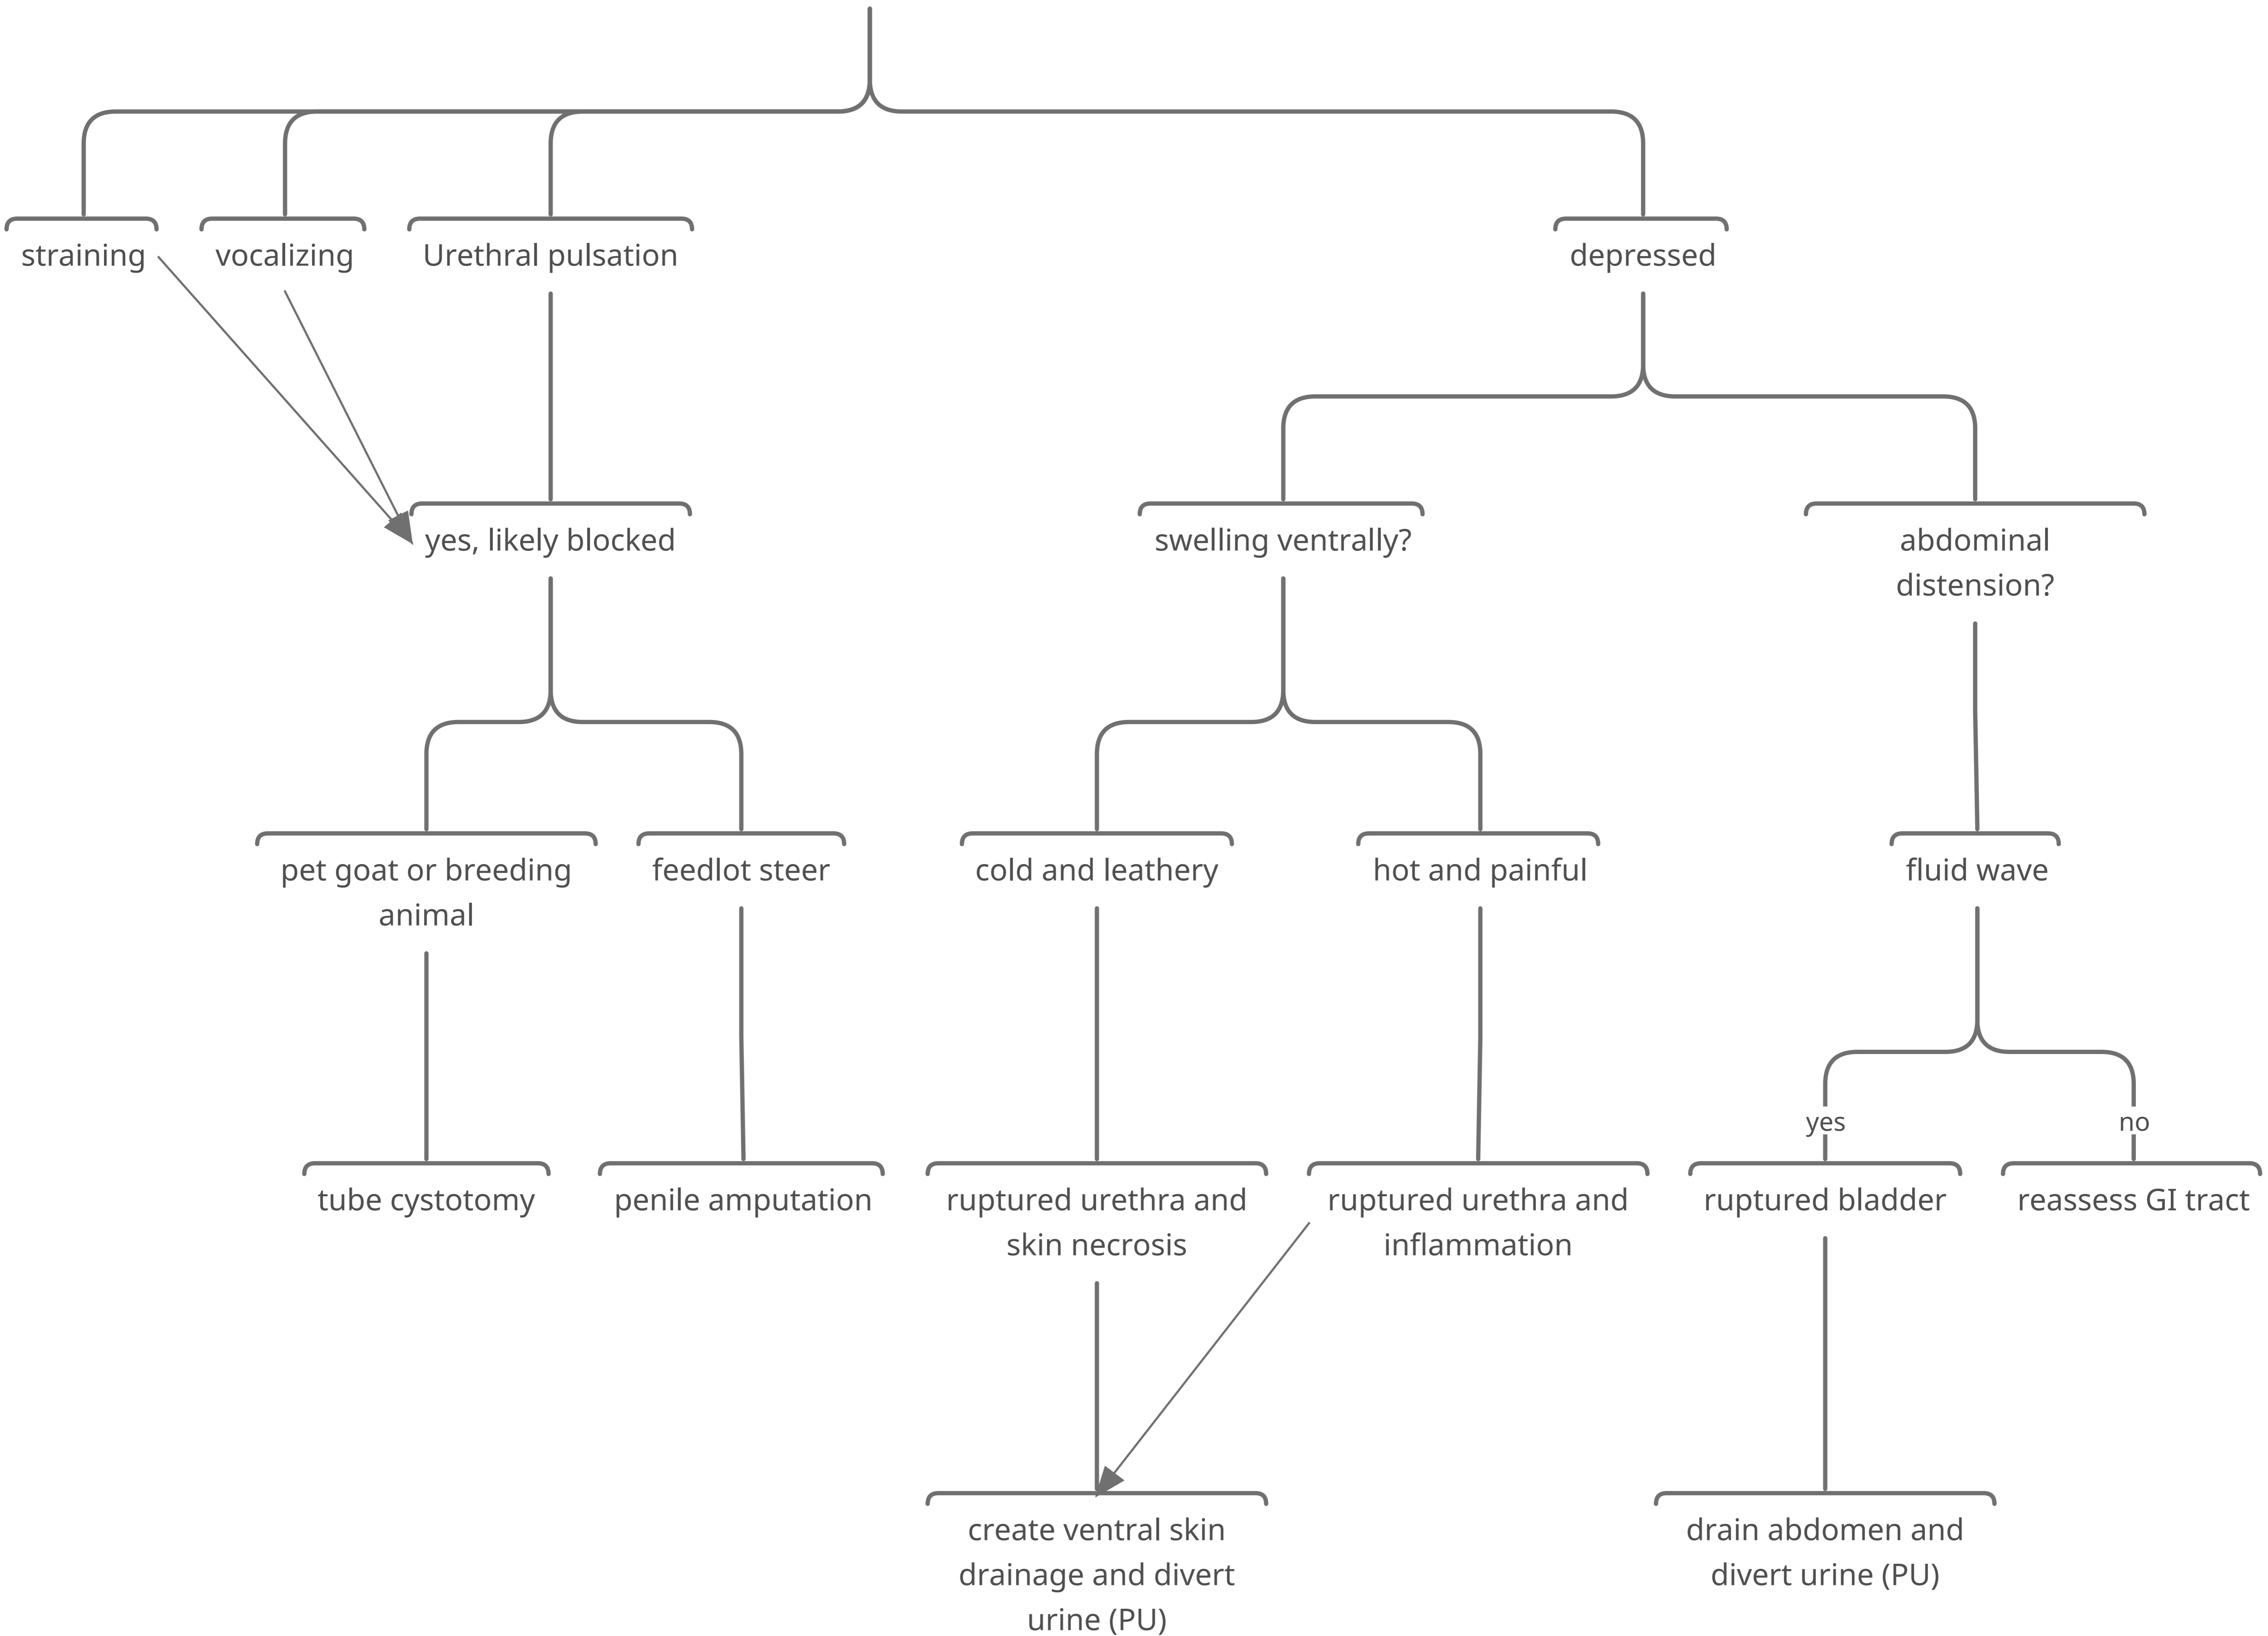 straining
vocalizing
Urethral pulsation
depressed
yes, likely blocked
swelling ventrally?
abdominal
distension?
pet goat or breeding
animal
feedlot steer
cold and leathery
hot and painful
fluid wave
yes
no
tube cystotomy
penile amputation
ruptured urethra and
skin necrosis
ruptured urethra and
inflammation
ruptured bladder
reassess GI tract
create ventral skin
drainage and divert
urine (PU)
drain abdomen and
divert urine (PU)